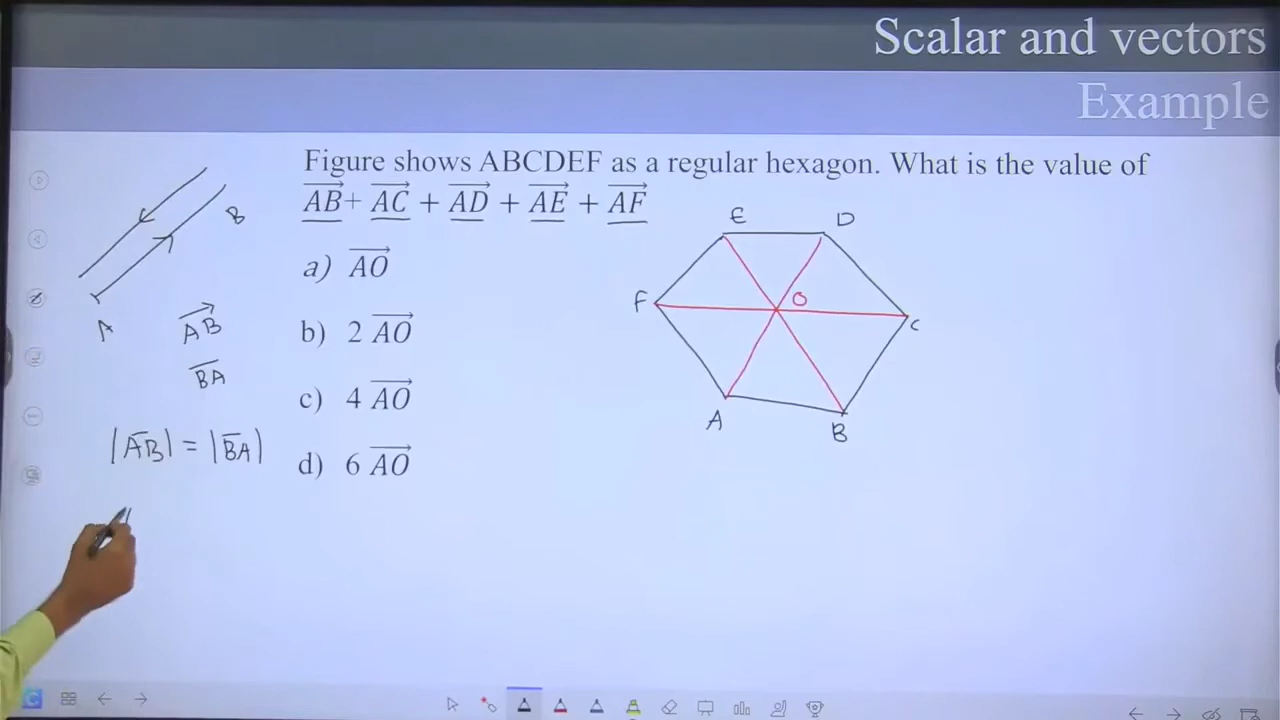 Scalar and vectors
Example
Figure shows ABCDEF as a regular hexagon. What is the value of
AB+ AC + AD + AE + AF
a) AO
b) 2 AO
c) 4 AO
d) 6 AO
B
A
AB
BA
|AB| = |BA|
E D
F O C
A B